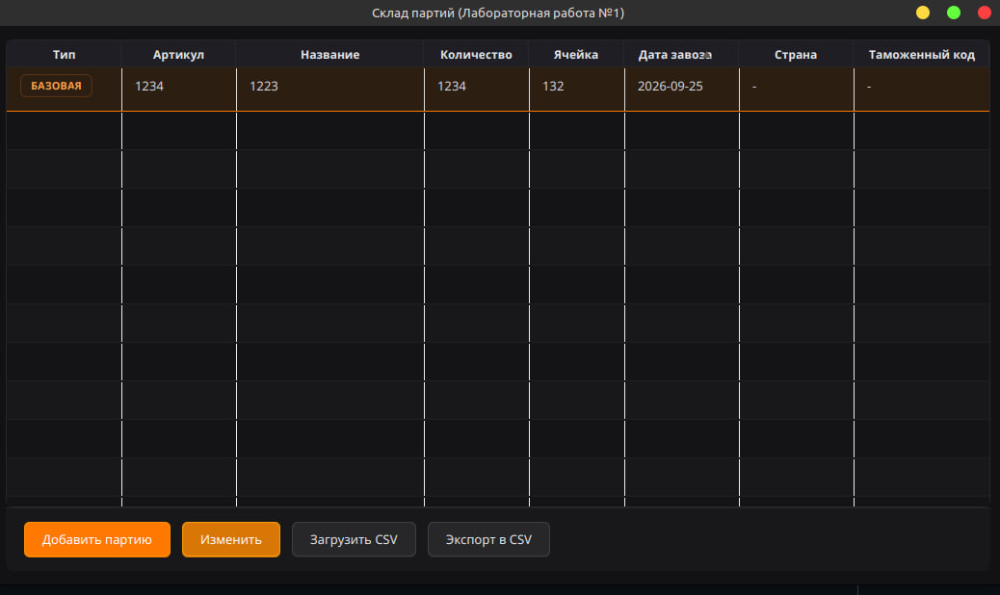 Склад партий (Лабораторная работа №1)
Тип Артикул Название Количество Ячейка Дата завоза Страна Таможенный код
БАЗОВАЯ 1234 1223 1234 132 2026-09-25 - -
Добавить партию Изменить Загрузить CSV Экспорт в CSV